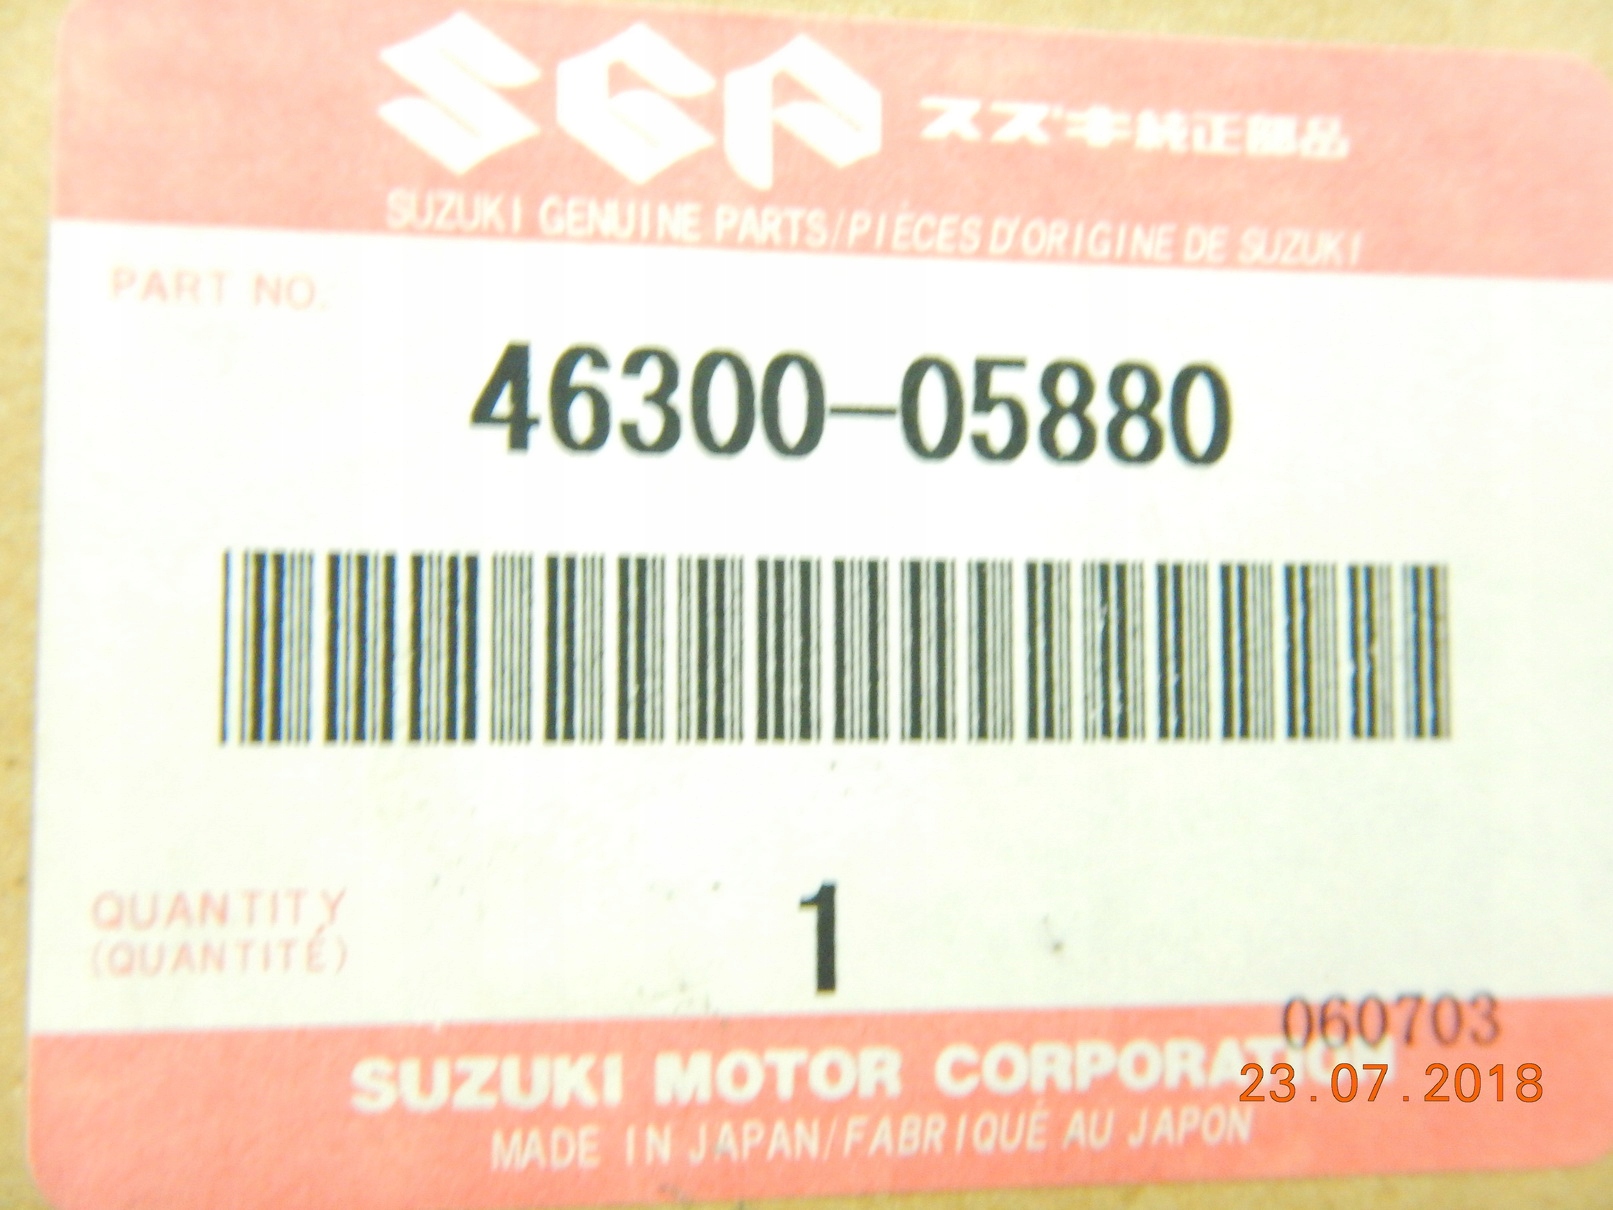 SGP スズキ純正部品
SUZUKI GENUINE PARTS/PIÈCES D'ORIGINE DE SUZUKI
PART NO.
46300-05880
QUANTITY
(QUANTITÉ)
1
060703
SUZUKI MOTOR CORPORATION
23.07.2018
MADE IN JAPAN/FABRIQUÉ AU JAPON